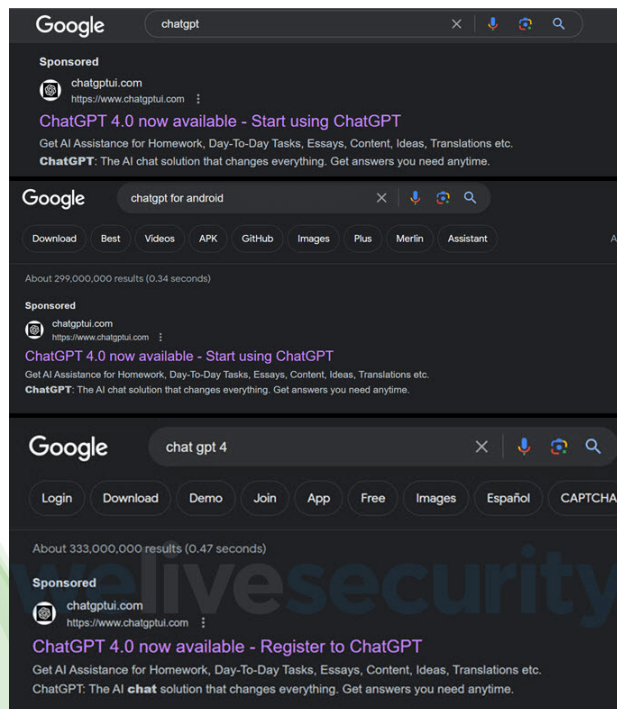 Google chatgpt
Sponsored
chatgptui.com
https://www.chatgptui.com
ChatGPT 4.0 now available - Start using ChatGPT
Get AI Assistance for Homework, Day-To-Day Tasks, Essays, Content, Ideas, Translations etc.
ChatGPT: The AI chat solution that changes everything. Get answers you need anytime.
Google chatgpt for android
Download Best Videos APK GitHub Images Plus Merlin Assistant A
About 299,000,000 results (0.34 seconds)
Sponsored
chatgptui.com
https://www.chatgptui.com
ChatGPT 4.0 now available - Start using ChatGPT
Get AI Assistance for Homework, Day-To-Day Tasks, Essays, Content, Ideas, Translations etc.
ChatGPT: The AI chat solution that changes everything. Get answers you need anytime.
Google chat gpt 4
Login Download Demo Join App Free Images Español CAPTCHA
About 333,000,000 results (0.47 seconds)
welivesecurity
Sponsored
chatgptui.com
https://www.chatgptui.com
ChatGPT 4.0 now available - Register to ChatGPT
Get AI Assistance for Homework, Day-To-Day Tasks, Essays, Content, Ideas, Translations etc.
ChatGPT: The AI chat solution that changes everything. Get answers you need anytime.